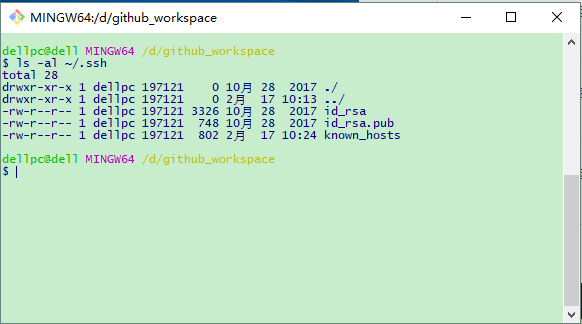 MINGW64:/d/github_workspace
dellpc@dell MINGW64 /d/github_workspace
$ ls -al ~/.ssh
total 28
drwxr-xr-x 1 dellpc 197121    0 10月 28  2017 ./
drwxr-xr-x 1 dellpc 197121    0 2月  17 10:13 ../
-rw-r--r-- 1 dellpc 197121 3326 10月 28  2017 id_rsa
-rw-r--r-- 1 dellpc 197121  748 10月 28  2017 id_rsa.pub
-rw-r--r-- 1 dellpc 197121  802 2月  17 10:24 known_hosts
dellpc@dell MINGW64 /d/github_workspace
$